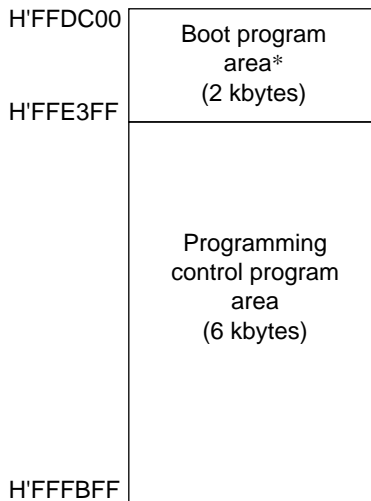 H'FFDC00
Boot program
area*
(2 kbytes)
H'FFE3FF
Programming
control program
area
(6 kbytes)
H'FFFBFF